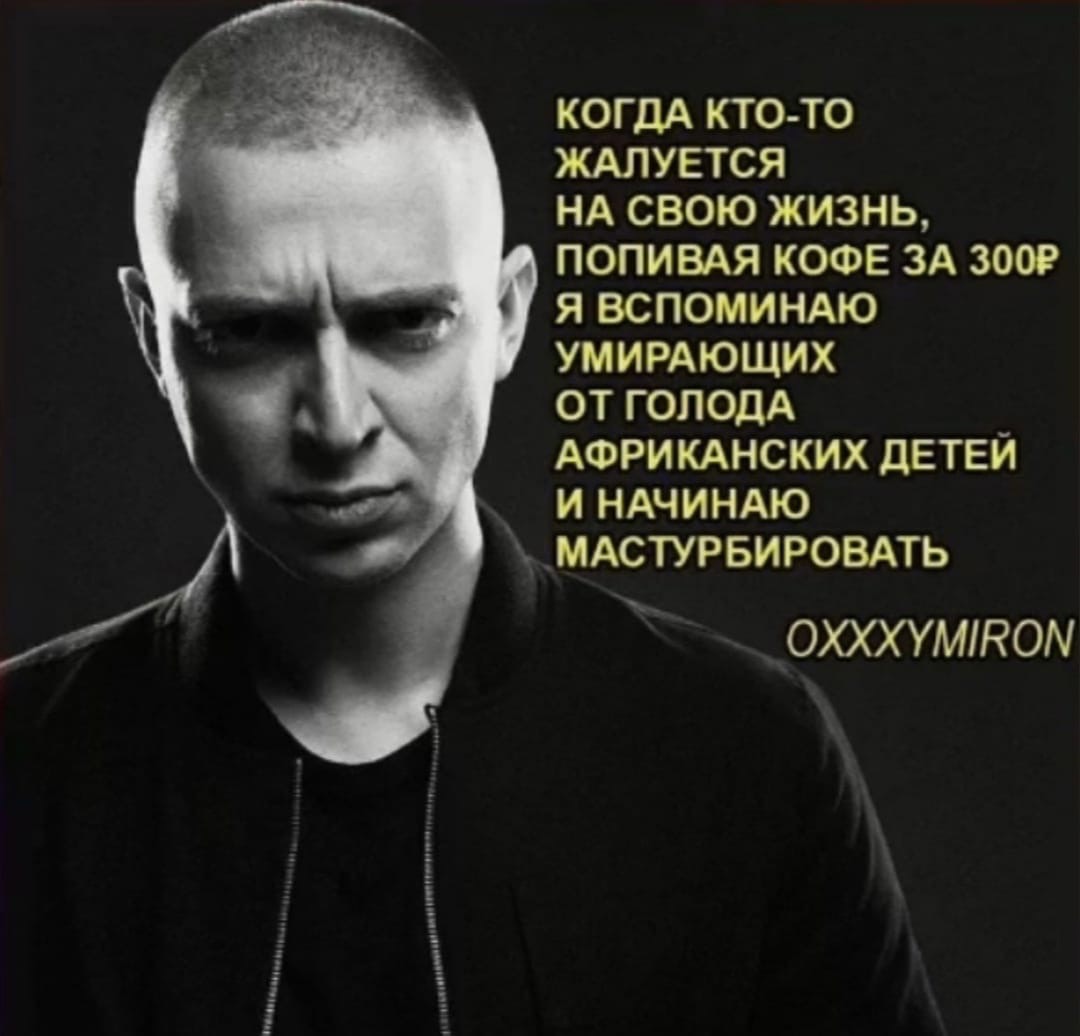 КОГДА КТО-ТО
ЖАЛУЕТСЯ
НА СВОЮ ЖИЗНЬ,
ПОПИВАЯ КОФЕ ЗА 300₽
Я ВСПОМИНАЮ
УМИРАЮЩИХ
ОТ ГОЛОДА
АФРИКАНСКИХ ДЕТЕЙ
И НАЧИНАЮ
МАСТУРБИРОВАТЬ
OXXXYMIRON